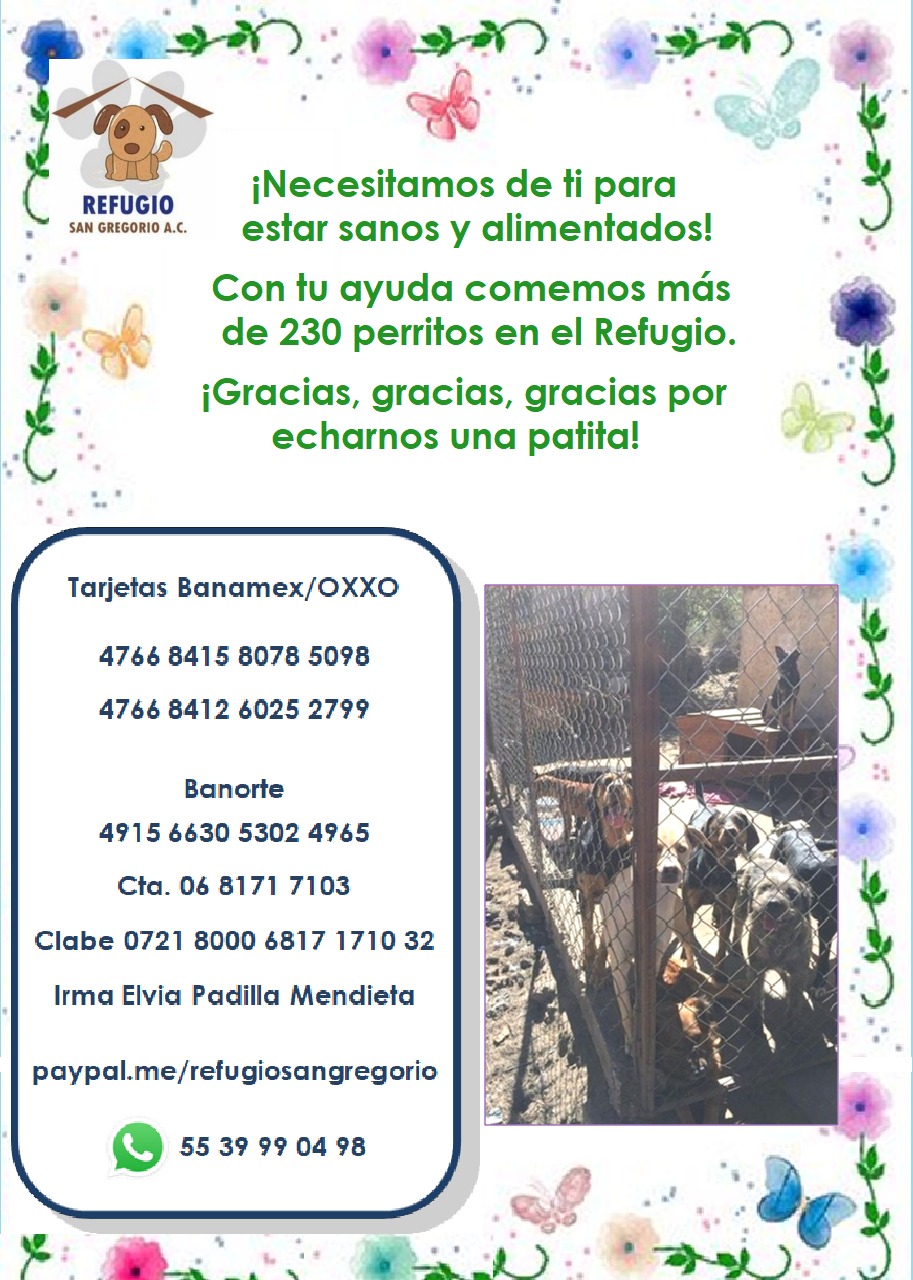 REFUGIO
SAN GREGORIO A.C.
¡Necesitamos de ti para
estar sanos y alimentados!
Con tu ayuda comemos más
de 230 perritos en el Refugio.
¡Gracias, gracias, gracias por
echarnos una patita!
Tarjetas Banamex/OXXO
4766 8415 8078 5098
4766 8412 6025 2799
Banorte
4915 6630 5302 4965
Cta. 06 8171 7103
Clabe 0721 8000 6817 1710 32
Irma Elvia Padilla Mendieta
paypal.me/refugiosangregorio
55 39 99 04 98